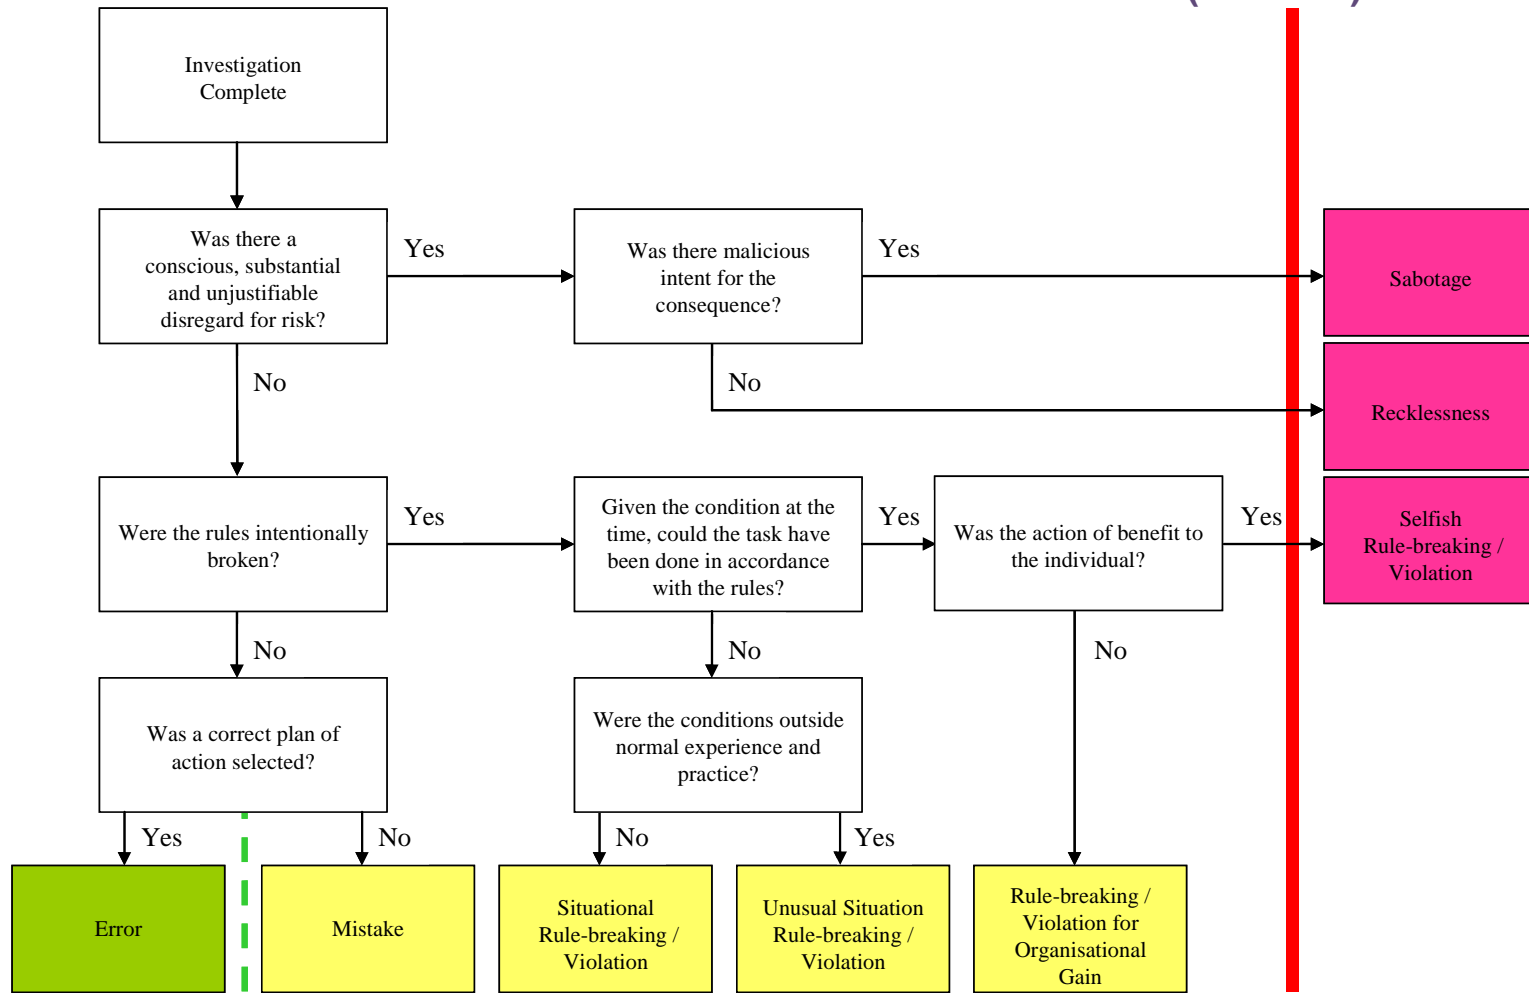 Investigation
Complete
Was there a
conscious, substantial
and unjustifiable
disregard for risk?
Yes
Was there malicious
intent for the
consequence?
Yes
Sabotage
No
No
Recklessness
Were the rules intentionally
broken?
Yes
Given the condition at the
time, could the task have
been done in accordance
with the rules?
Yes
Was the action of benefit to
the individual?
Yes
Selfish
Rule-breaking /
Violation
No
No
No
Was a correct plan of
action selected?
Were the conditions outside
normal experience and
practice?
Yes
No
No
Yes
Error
Mistake
Situational
Rule-breaking /
Violation
Unusual Situation
Rule-breaking /
Violation
Rule-breaking /
Violation for
Organisational
Gain